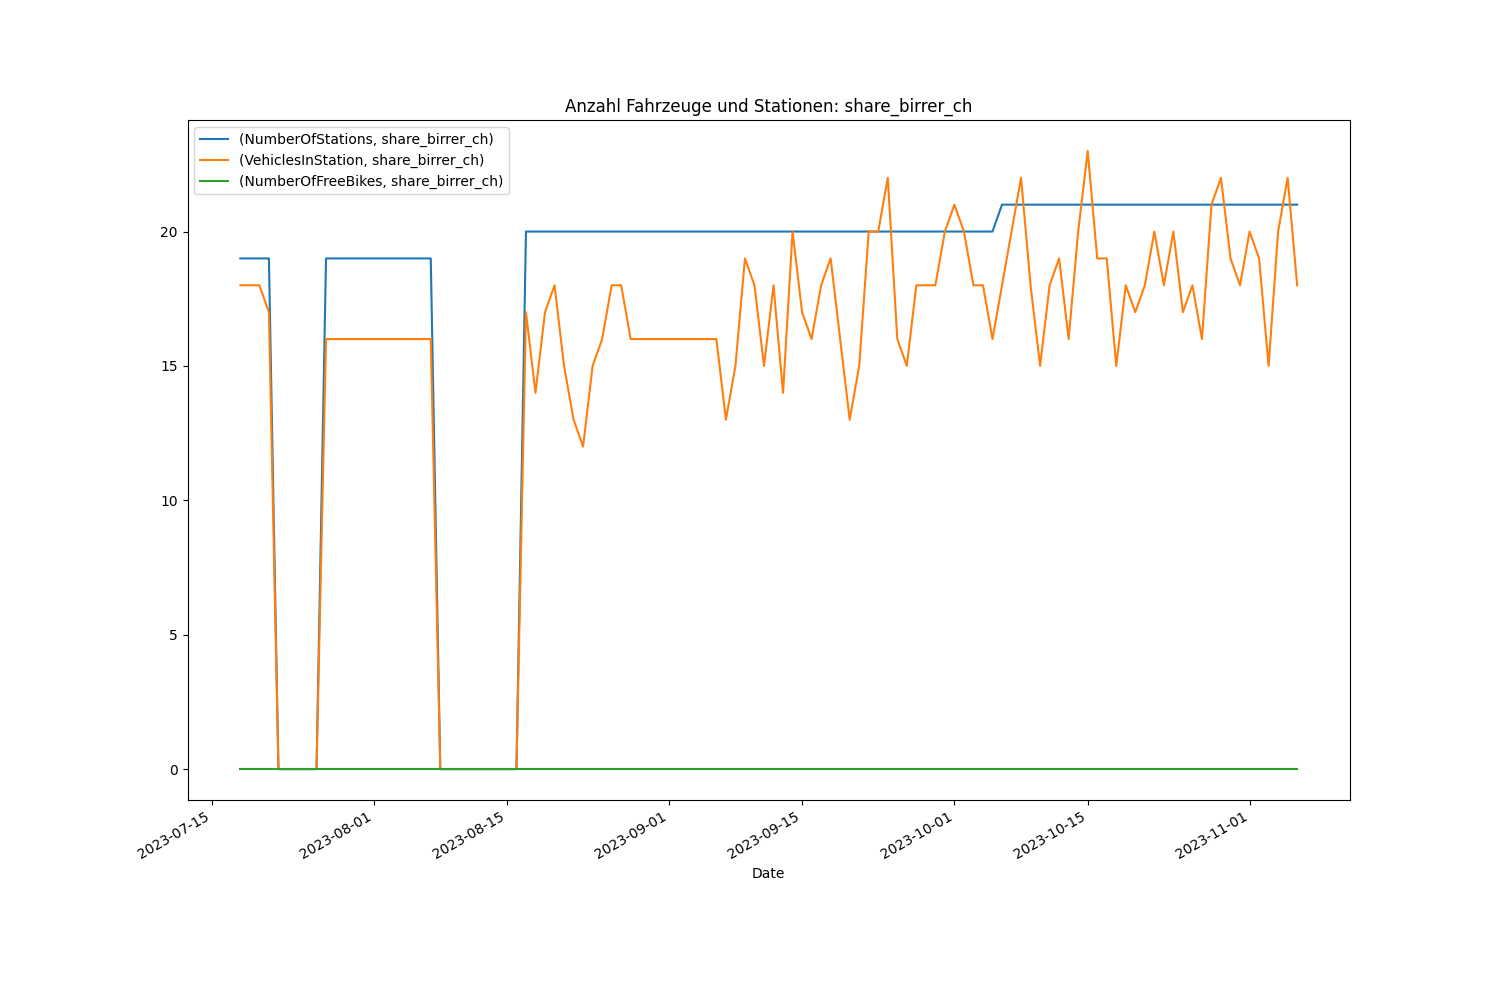 Anzahl Fahrzeuge und Stationen: share_birrer_ch
(NumberOfStations, share_birrer_ch)
(VehiclesInStation, share_birrer_ch)
(NumberOfFreeBikes, share_birrer_ch)
20
15
10
5
0
2023-07-15
2023-08-01
2023-08-15
2023-09-01
2023-09-15
2023-10-01
2023-10-15
2023-11-01
Date